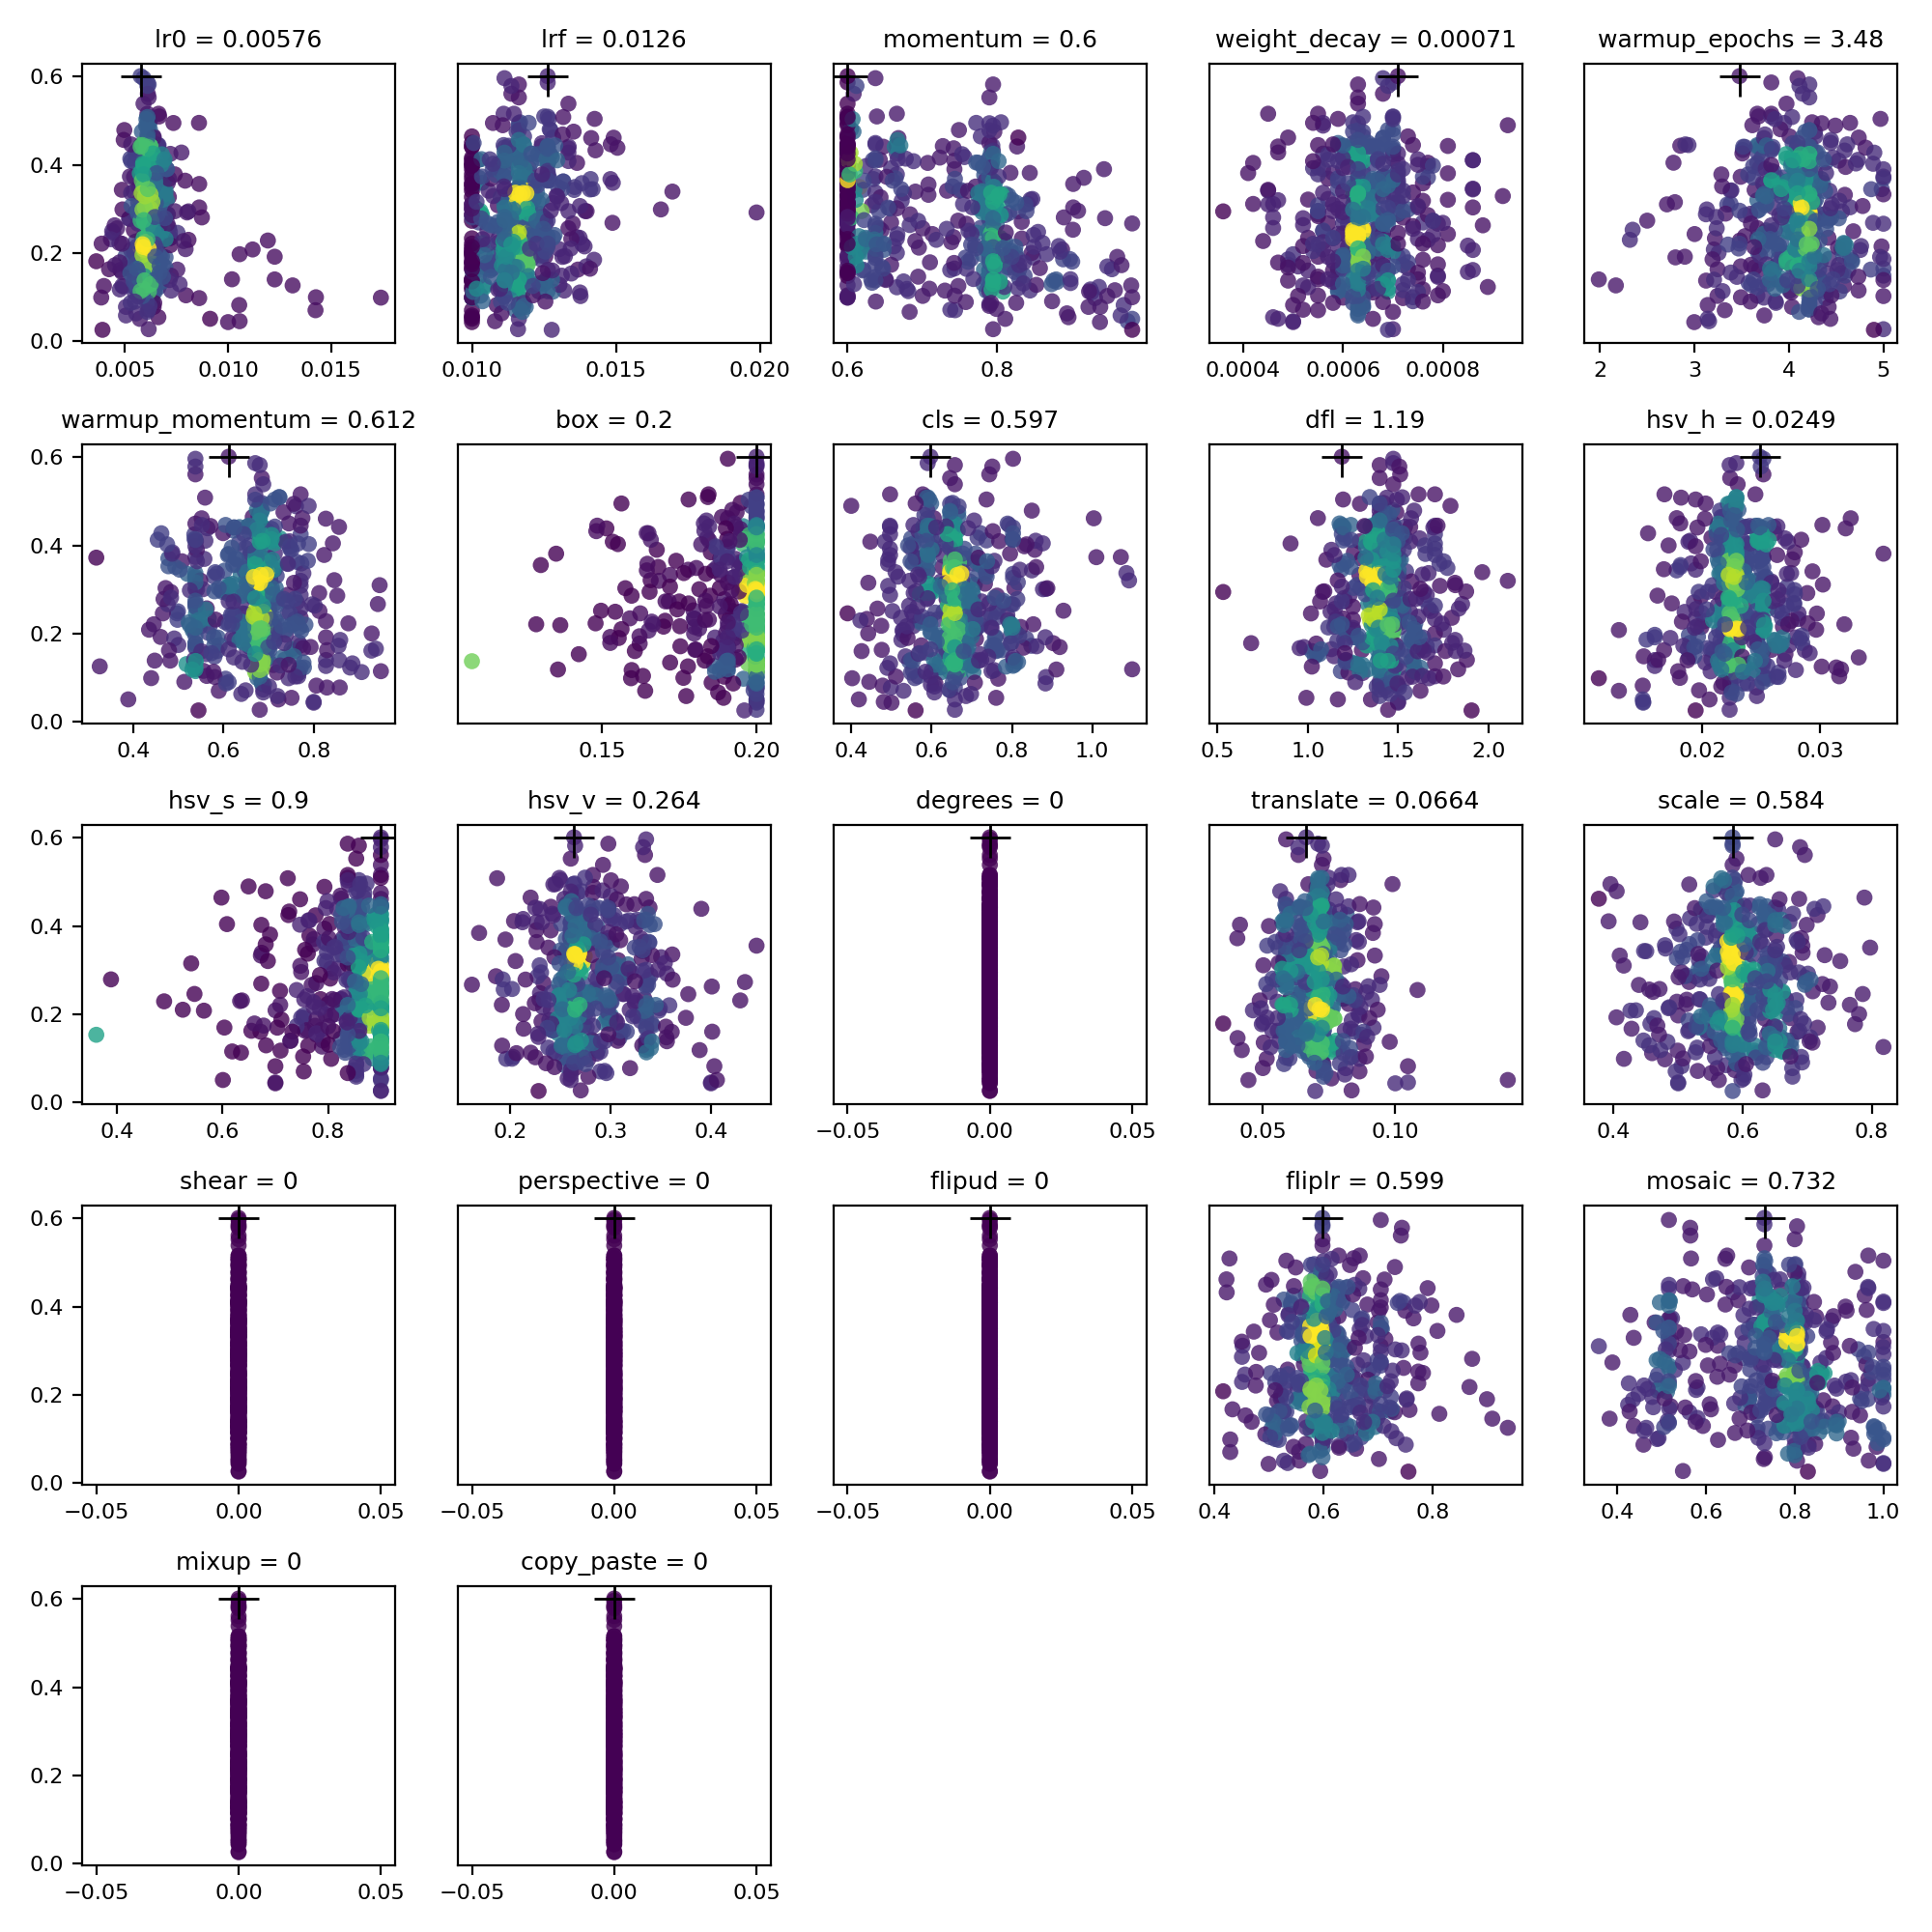 lr0 = 0.00576
lrf = 0.0126
momentum = 0.6
weight_decay = 0.00071
warmup_epochs = 3.48
0.6
0.4
0.2
0.0
0.005 0.010 0.015
0.010 0.015 0.020
0.6 0.8
0.0004 0.0006 0.0008
2 3 4 5
warmup_momentum = 0.612
box = 0.2
cls = 0.597
dfl = 1.19
hsv_h = 0.0249
0.6
0.4
0.2
0.0
0.4 0.6 0.8
0.15 0.20
0.4 0.6 0.8 1.0
0.5 1.0 1.5 2.0
0.02 0.03
hsv_s = 0.9
hsv_v = 0.264
degrees = 0
translate = 0.0664
scale = 0.584
0.6
0.4
0.2
0.0
0.4 0.6 0.8
0.2 0.3 0.4
−0.05 0.00 0.05
0.05 0.10
0.4 0.6 0.8
shear = 0
perspective = 0
flipud = 0
fliplr = 0.599
mosaic = 0.732
0.6
0.4
0.2
0.0
−0.05 0.00 0.05
−0.05 0.00 0.05
−0.05 0.00 0.05
0.4 0.6 0.8
0.4 0.6 0.8 1.0
mixup = 0
copy_paste = 0
0.6
0.4
0.2
0.0
−0.05 0.00 0.05
−0.05 0.00 0.05